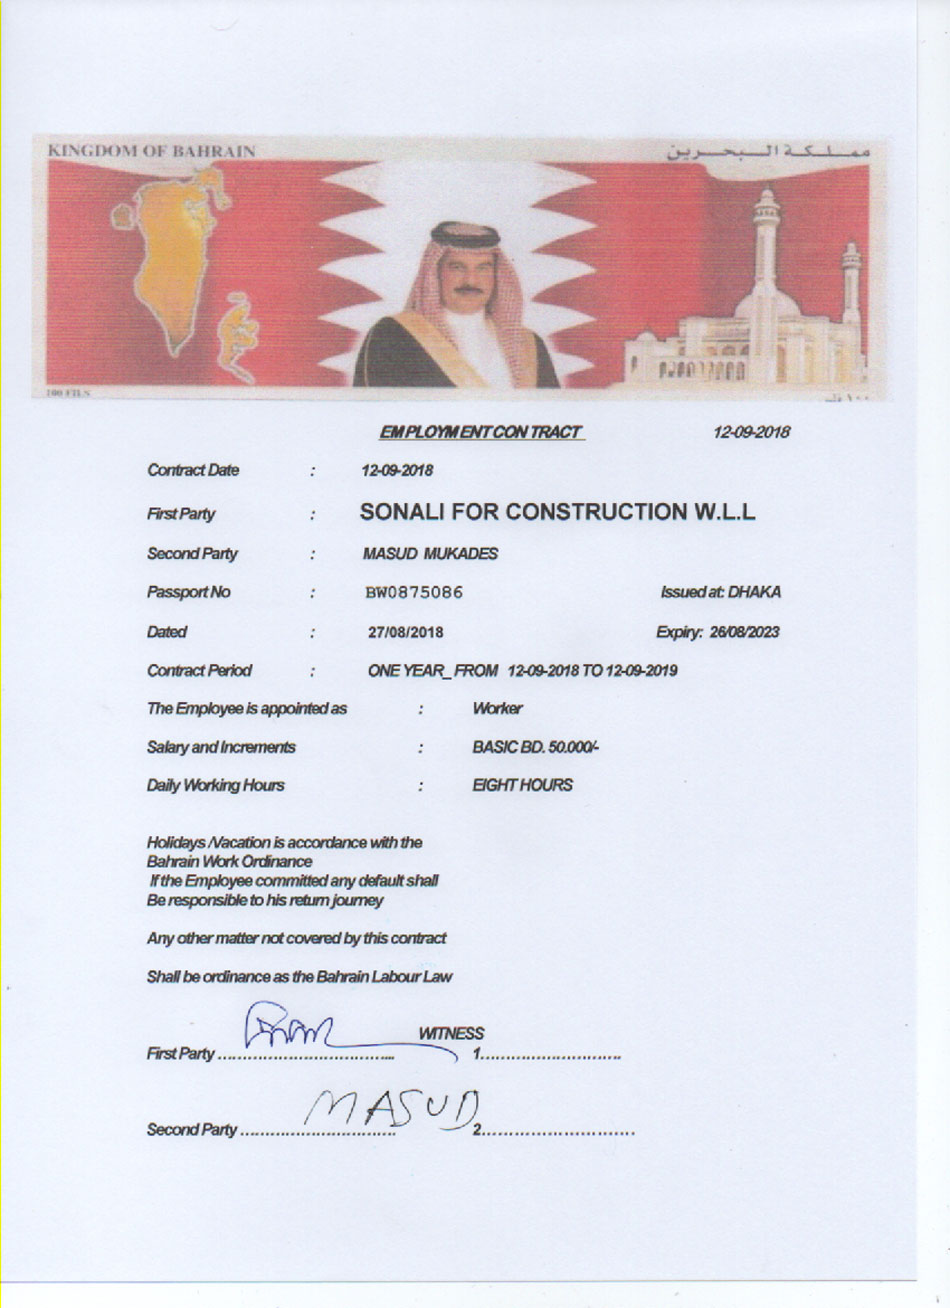 KINGDOM OF BAHRAIN مملكة البحرين
100 FILS ١٠٠ فلس
EMPLOYMENT CONTRACT 12-09-2018
Contract Date : 12-09-2018
First Party : SONALI FOR CONSTRUCTION W.L.L
Second Party : MASUD MUKADES
Passport No : BW0875086 Issued at: DHAKA
Dated : 27/08/2018 Expiry: 26/08/2023
Contract Period : ONE YEAR_ FROM 12-09-2018 TO 12-09-2019
The Employee is appointed as : Worker
Salary and Increments : BASIC BD. 50.000/-
Daily Working Hours : EIGHT HOURS
Holidays /Vacation is accordance with the
Bahrain Work Ordinance
If the Employee committed any default shall
Be responsible to his return journey
Any other matter not covered by this contract
Shall be ordinance as the Bahrain Labour Law
WITNESS
First Party ........................................ 1................................
MASUD
Second Party .................................... 2..................................